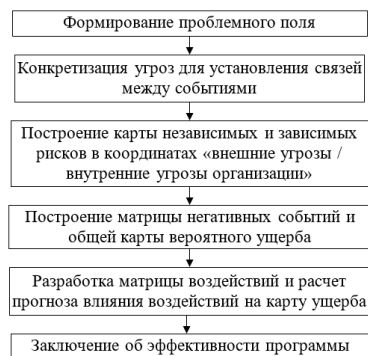 Формирование проблемного поля
Конкретизация угроз для установления связей
между событиями
Построение карты независимых и зависимых
рисков в координатах «внешние угрозы /
внутренние угрозы организации»
Построение матрицы негативных событий и
общей карты вероятного ущерба
Разработка матрицы воздействий и расчет
прогноза влияния воздействий на карту ущерба
Заключение об эффективности программы